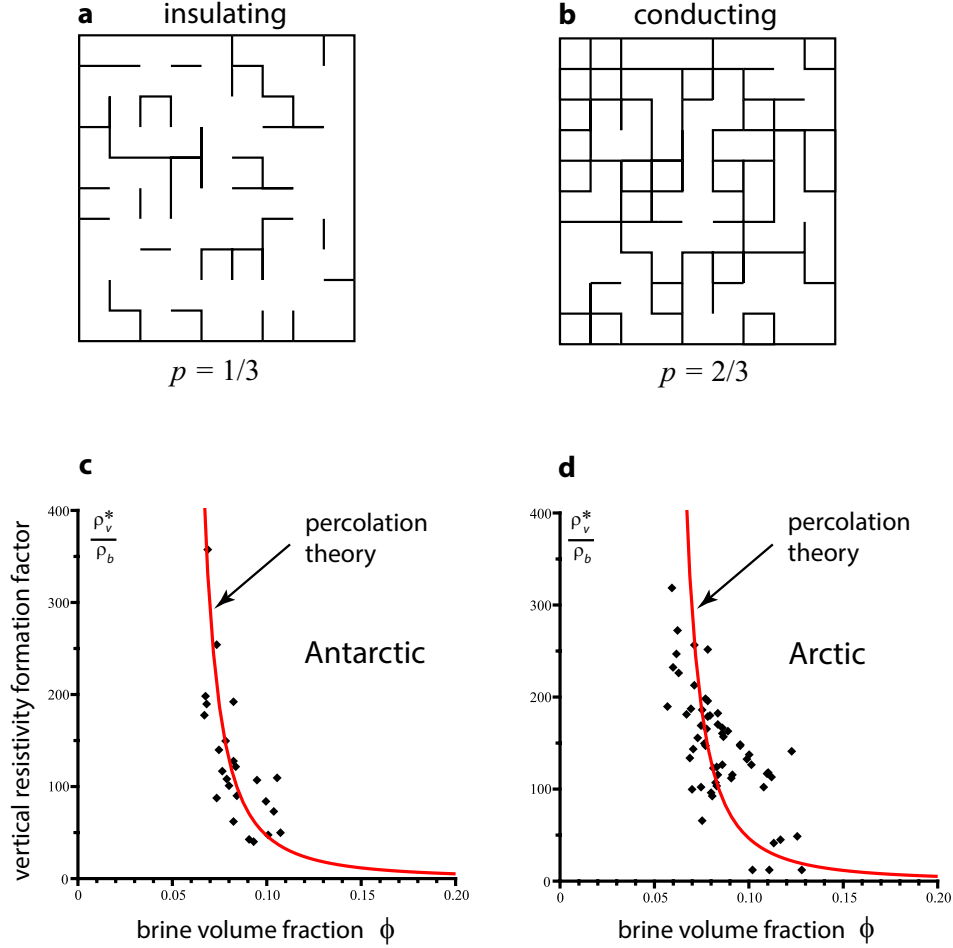 a insulating
b conducting
p = 1/3
p = 2/3
c
d
vertical resistivity formation factor
400
300
200
100
0
ρv*
ρb
percolation
theory
Antarctic
0
0.05
0.10
0.15
0.20
brine volume fraction ϕ
400
300
200
100
0
ρv*
ρb
percolation
theory
Arctic
0
0.05
0.10
0.15
0.20
brine volume fraction ϕ